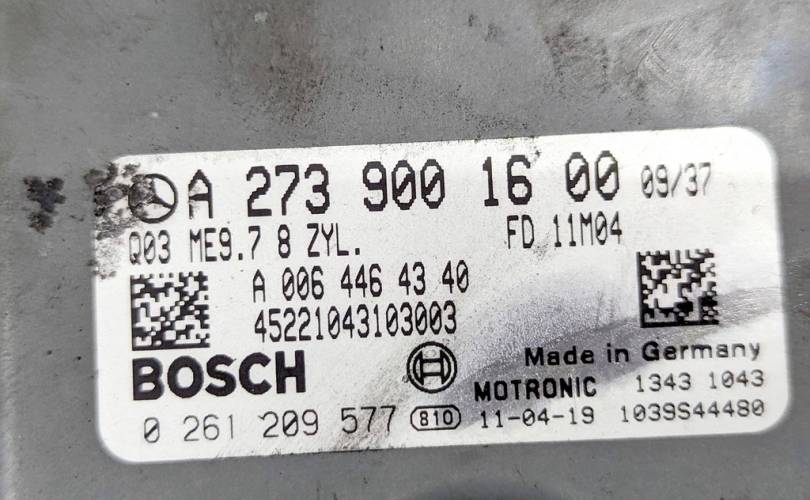 A 273 900 16 00 09/37
Q03 ME9.7 8 ZYL. FD 11M04
A 006 446 43 40
45221043103003
BOSCH
Made in Germany
MOTRONIC 1343 1043
0 261 209 577 810 11-04-19 1039S44480